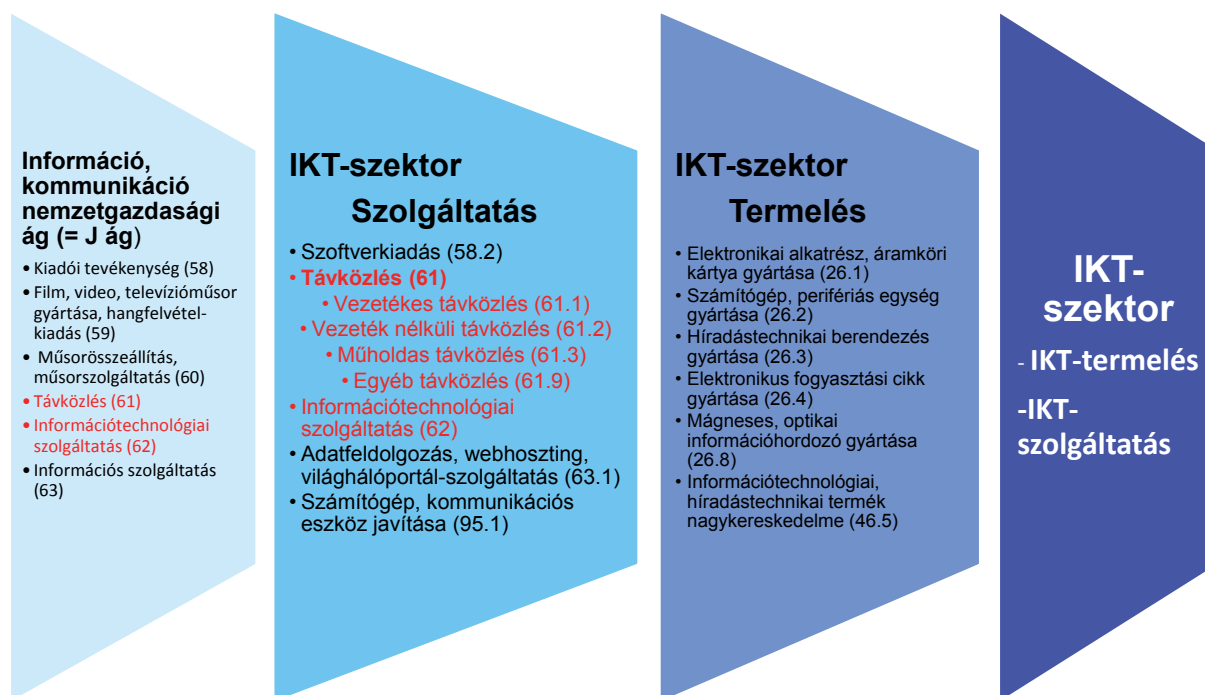 Információ,
kommunikáció
nemzetgazdasági
ág (= J ág)
• Kiadói tevékenység (58)
• Film, video, televízióműsor
gyártása, hangfelvétel-
kiadás (59)
• Műsorösszeállítás,
műsorszolgáltatás (60)
• Távközlés (61)
• Információtechnológiai
szolgáltatás (62)
• Információs szolgáltatás
(63)
IKT-szektor
Szolgáltatás
• Szoftverkiadás (58.2)
• Távközlés (61)
• Vezetékes távközlés (61.1)
• Vezeték nélküli távközlés (61.2)
• Műholdas távközlés (61.3)
• Egyéb távközlés (61.9)
• Információtechnológiai
szolgáltatás (62)
• Adatfeldolgozás, webhoszting,
világhálóportál-szolgáltatás (63.1)
• Számítógép, kommunikációs
eszköz javítása (95.1)
IKT-szektor
Termelés
• Elektronikai alkatrész, áramköri
kártya gyártása (26.1)
• Számítógép, perifériás egység
gyártása (26.2)
• Híradástechnikai berendezés
gyártása (26.3)
• Elektronikus fogyasztási cikk
gyártása (26.4)
• Mágneses, optikai
információhordozó gyártása
(26.8)
• Információtechnológiai,
híradástechnikai termék
nagykereskedelme (46.5)
IKT-
szektor
- IKT-termelés
-IKT-
szolgáltatás